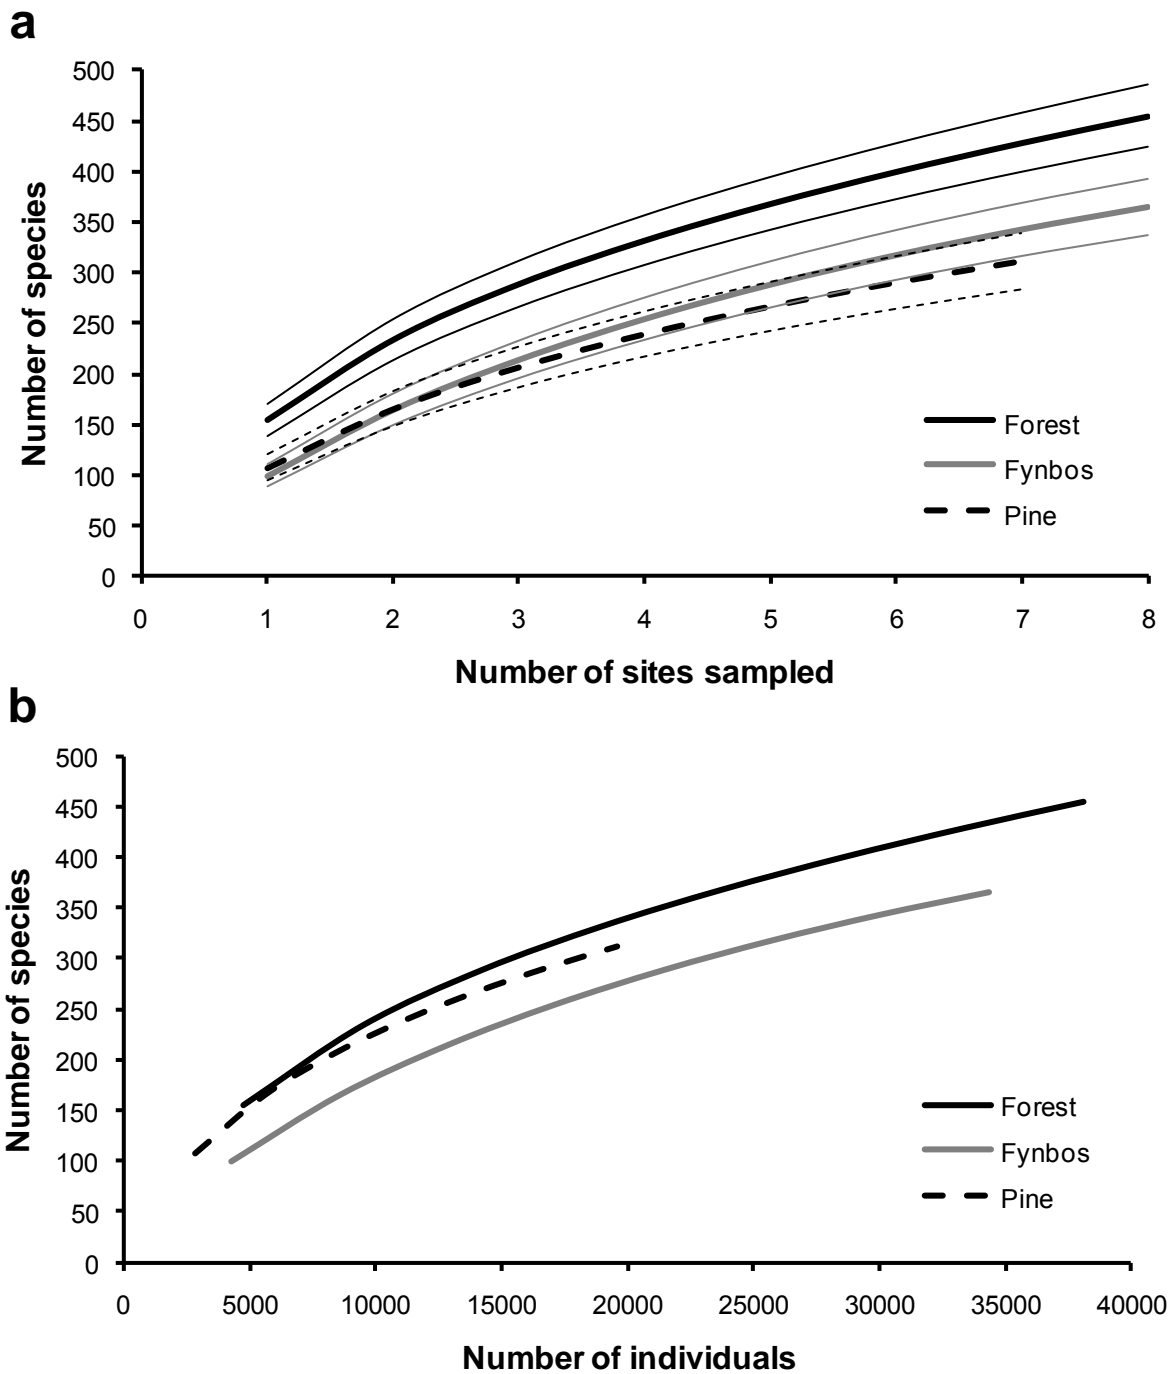 a
500
450
400
350
300
250
200
150
100
50
0
Number of species
Forest
Fynbos
Pine
0 1 2 3 4 5 6 7 8
Number of sites sampled
b
500
450
400
350
300
250
200
150
100
50
0
Number of species
Forest
Fynbos
Pine
0 5000 10000 15000 20000 25000 30000 35000 40000
Number of individuals